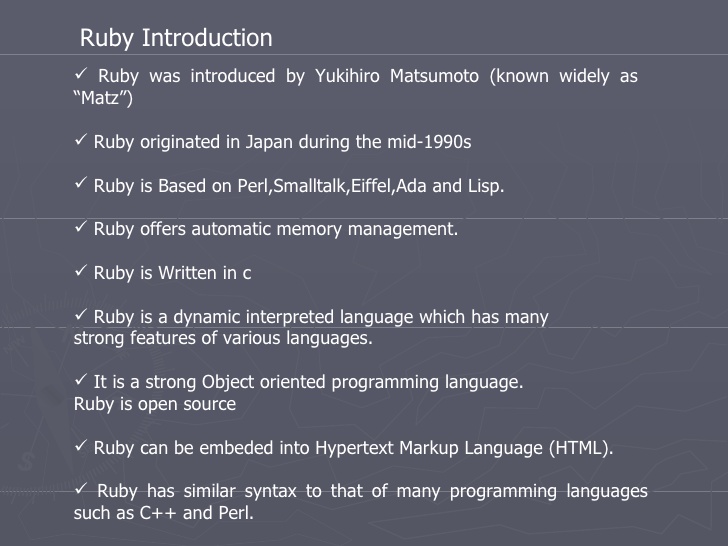 Ruby Introduction
✓ Ruby was introduced by Yukihiro Matsumoto (known widely as
“Matz”)
✓ Ruby originated in Japan during the mid-1990s
✓ Ruby is Based on Perl,Smalltalk,Eiffel,Ada and Lisp.
✓ Ruby offers automatic memory management.
✓ Ruby is Written in c
✓ Ruby is a dynamic interpreted language which has many
strong features of various languages.
✓ It is a strong Object oriented programming language.
Ruby is open source
✓ Ruby can be embeded into Hypertext Markup Language (HTML).
✓ Ruby has similar syntax to that of many programming languages
such as C++ and Perl.